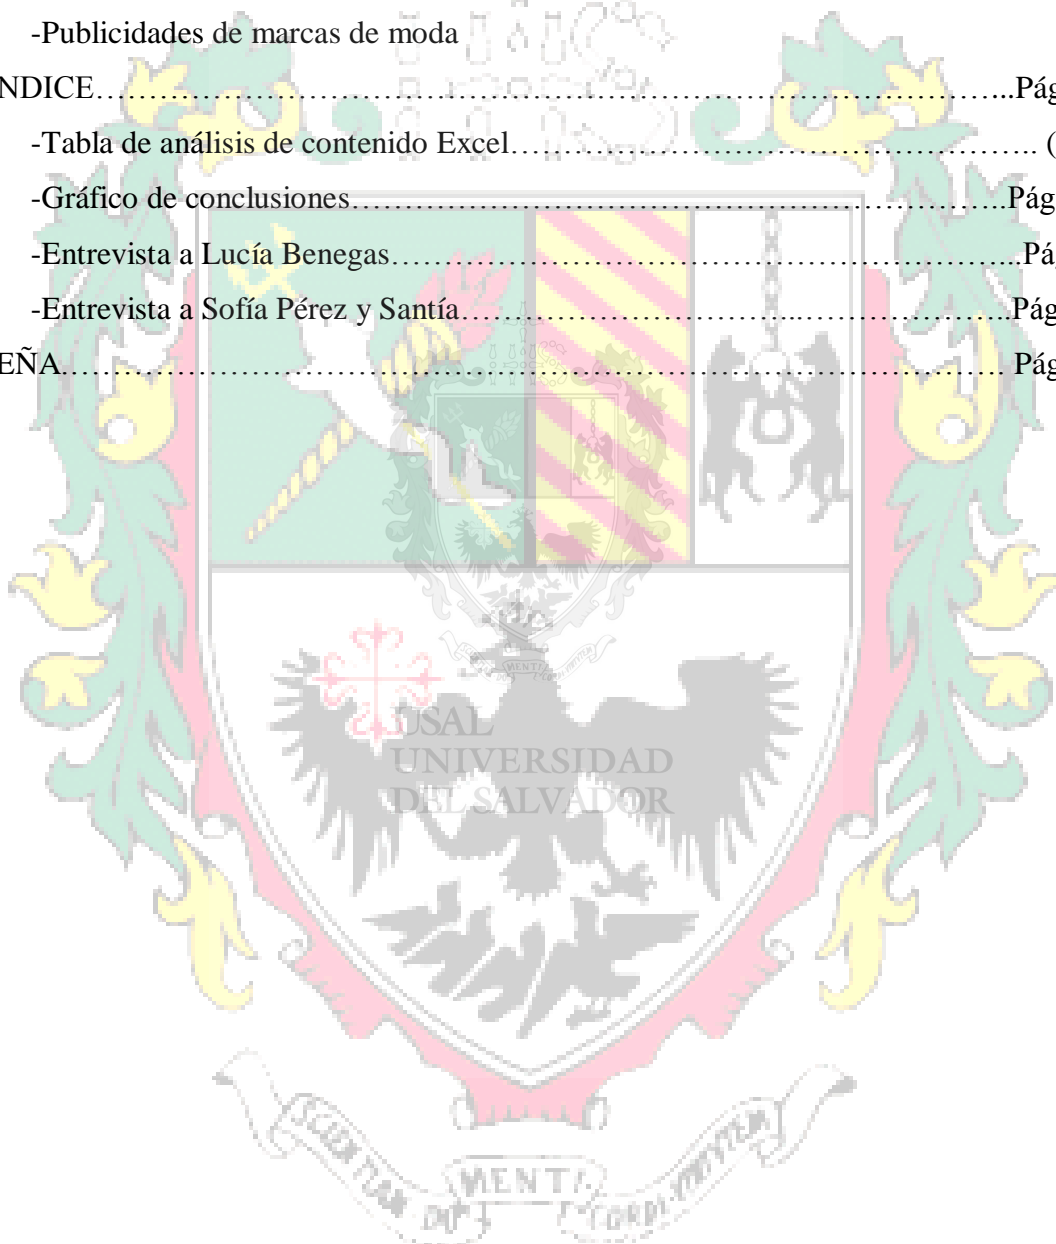 -Publicidades de marcas de moda
NDICE…………………………………………………………………………...Pág
-Tabla de análisis de contenido Excel…………………………………………….. (
-Gráfico de conclusiones……………………………………………………….Pág
-Entrevista a Lucía Benegas……………………………………………………...Pá
-Entrevista a Sofía Pérez y Santía……………………………...………………..Pág
EÑA………………………………………………………………………………. Pág
USAL
UNIVERSIDAD
DEL SALVADOR
MENTI